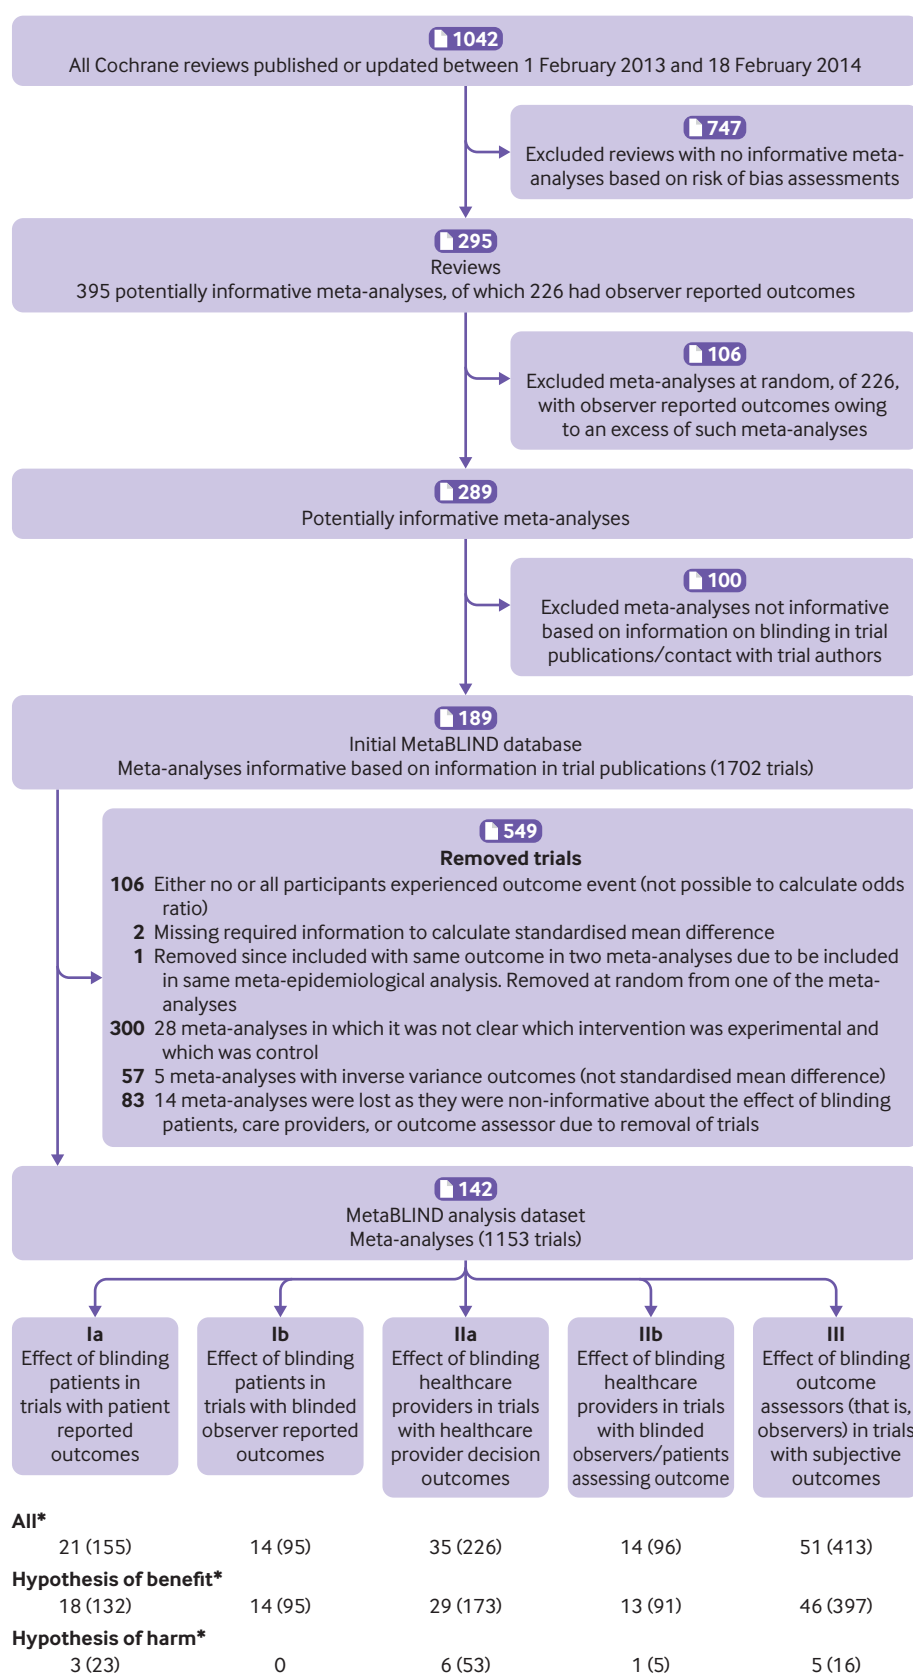 1042
All Cochrane reviews published or updated between 1 February 2013 and 18 February 2014
747
Excluded reviews with no informative meta-
analyses based on risk of bias assessments
295
Reviews
395 potentially informative meta-analyses, of which 226 had observer reported outcomes
106
Excluded meta-analyses at random, of 226,
with observer reported outcomes owing
to an excess of such meta-analyses
289
Potentially informative meta-analyses
100
Excluded meta-analyses not informative
based on information on blinding in trial
publications/contact with trial authors
189
Initial MetaBLIND database
Meta-analyses informative based on information in trial publications (1702 trials)
549
Removed trials
106 Either no or all participants experienced outcome event (not possible to calculate odds
ratio)
2 Missing required information to calculate standardised mean difference
1 Removed since included with same outcome in two meta-analyses due to be included
in same meta-epidemiological analysis. Removed at random from one of the meta-
analyses
300 28 meta-analyses in which it was not clear which intervention was experimental and
which was control
57 5 meta-analyses with inverse variance outcomes (not standardised mean difference)
83 14 meta-analyses were lost as they were non-informative about the effect of blinding
patients, care providers, or outcome assessor due to removal of trials
142
MetaBLIND analysis dataset
Meta-analyses (1153 trials)
Ia
Effect of blinding
patients in
trials with patient
reported
outcomes
Ib
Effect of blinding
patients in
trials with blinded
observer reported
outcomes
IIa
Effect of blinding
healthcare
providers in trials
with healthcare
provider decision
outcomes
IIb
Effect of blinding
healthcare
providers in trials
with blinded
observers/patients
assessing outcome
III
Effect of blinding
outcome
assessors (that is,
observers) in trials
with subjective
outcomes
All*
21 (155) 14 (95) 35 (226) 14 (96) 51 (413)
Hypothesis of benefit*
18 (132) 14 (95) 29 (173) 13 (91) 46 (397)
Hypothesis of harm*
3 (23) 0 6 (53) 1 (5) 5 (16)